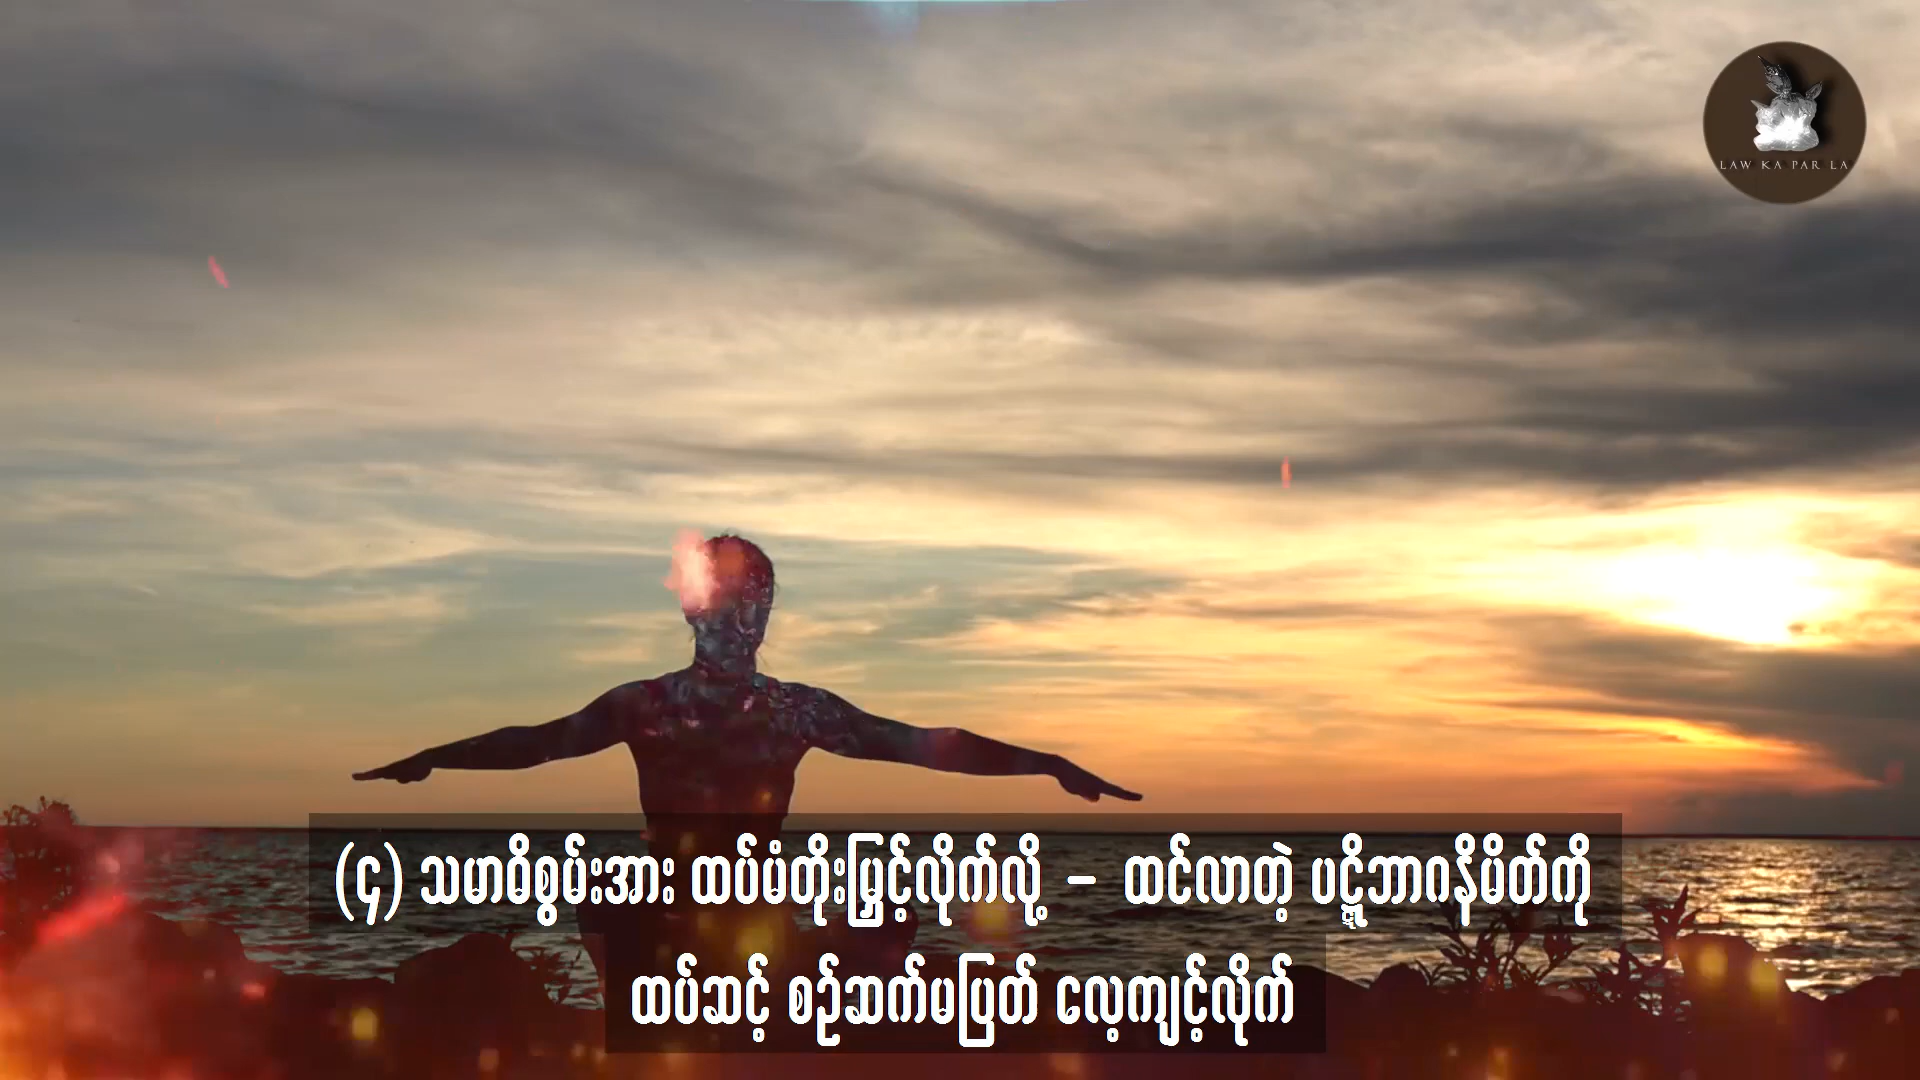 LAW KA PAR LA
(၄) သမာဓိစွမ်းအား ထပ်မံတိုးမြှင့်လိုက်လို့ – ထင်လာတဲ့ ပဋိဘာဂနိမိတ်ကို
ထပ်ဆင့် စဉ်ဆက်မပြတ် လေ့ကျင့်လိုက်